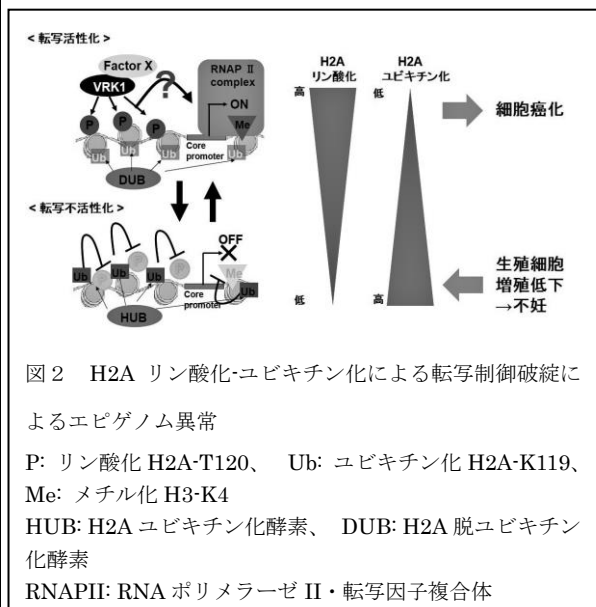 <転写活性化>
Factor X
VRK1
?
RNAP Ⅱ
complex
ON
P
P
P
Me
Ub
Ub
Ub
Ub
Core
promoter
DUB
<転写不活性化>
OFF
Ub
Ub
Ub
Me
Ub
Core
promoter
HUB
H2A
リン酸化
H2A
ユビキチン化
高
低
細胞癌化
低
高
生殖細胞
増殖低下
→不妊
図2 H2A リン酸化-ユビキチン化による転写制御破綻に
よるエピゲノム異常
P: リン酸化 H2A-T120、 Ub: ユビキチン化 H2A-K119、
Me: メチル化 H3-K4
HUB: H2A ユビキチン化酵素、 DUB: H2A 脱ユビキチン
化酵素
RNAPII: RNA ポリメラーゼ II・転写因子複合体